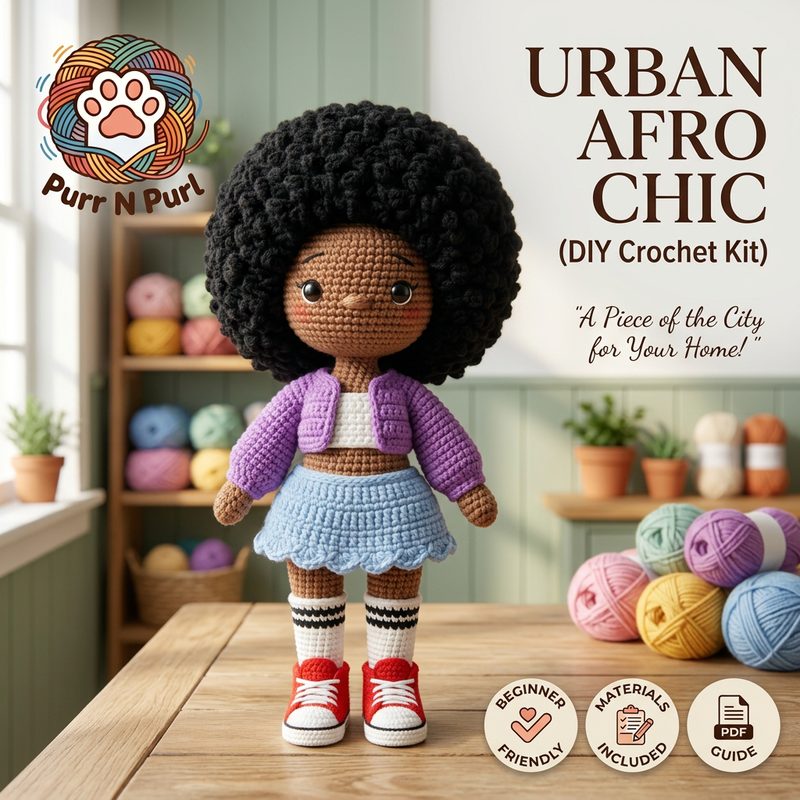 Purr N Purl
URBAN
AFRO
CHIC
(DIY Crochet Kit)
"A Piece of the City
for Your Home!"
BEGINNER
FRIENDLY
MATERIALS
INCLUDED
PDF
GUIDE